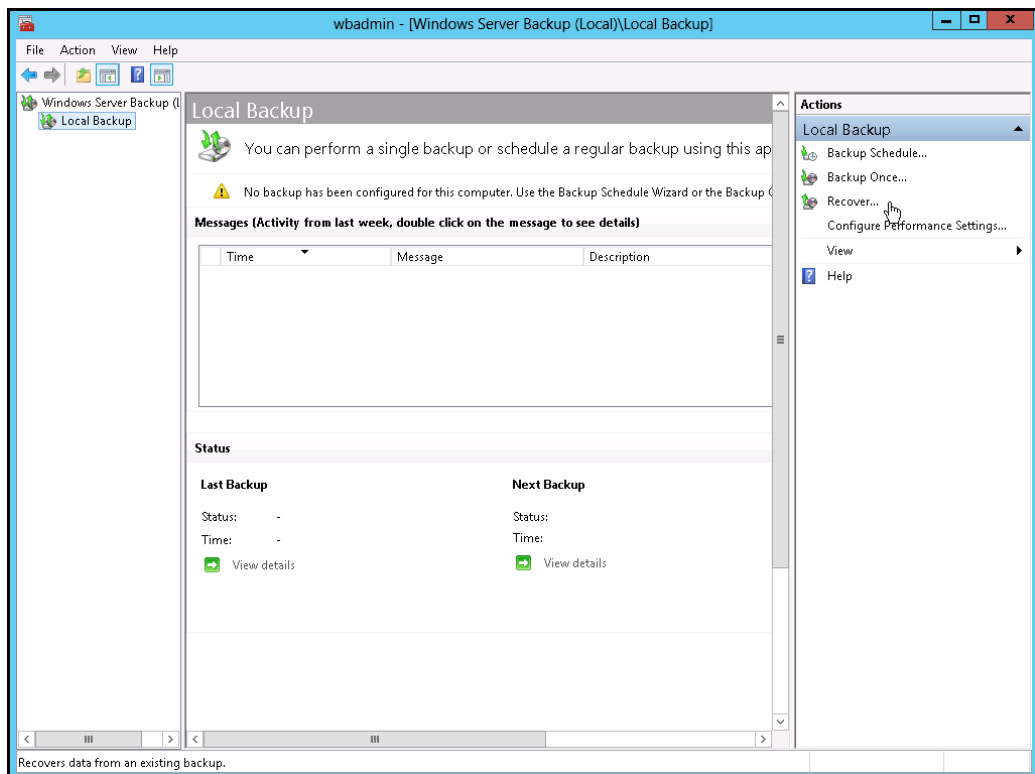 wbadmin - [Windows Server Backup (Local)\Local Backup]
File Action View Help
Windows Server Backup (L
Local Backup
Local Backup
You can perform a single backup or schedule a regular backup using this ap
No backup has been configured for this computer. Use the Backup Schedule Wizard or the Backup O
Messages (Activity from last week, double click on the message to see details)
Time Message Description
Status
Last Backup Next Backup
Status: - Status:
Time: - Time:
View details View details
Actions
Local Backup
Backup Schedule...
Backup Once...
Recover...
Configure Performance Settings...
View
Help
Recovers data from an existing backup.